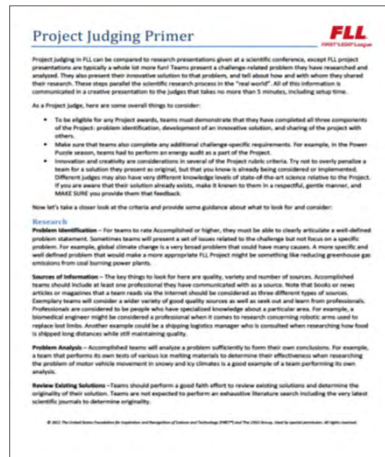 Project Judging Primer
FLL
FIRST LEGO League
Project judging in FLL can be compared to research presentations given at a scientific conference, except FLL project
presentations are typically a whole lot more fun! Teams present a challenge-related problem they have researched and
analyzed. They also present their innovative solution to that problem, and tell about how and with whom they shared
their research. These steps parallel the scientific research process in the "real world". All of this information is
communicated in a creative presentation to the judges that takes no more than 5 minutes, including setup time.
As a Project judge, here are some overall things to consider:
• To be eligible for any Project awards, teams must demonstrate that they have completed all three components
of the Project: problem identification, development of an innovative solution, and sharing of the project with
others.
• Make sure that teams also complete any additional challenge-specific requirements. For example, in the Power
Puzzle season, teams had to perform an energy audit as a part of the Project.
• Innovation and creativity are considerations in several of the Project rubric criteria. Try not to overly penalize a
team for a solution they present as original, but that you know is already being considered or implemented.
Different judges may also have very different knowledge levels of state-of-the-art science relative to the Project.
If you are aware that their solution already exists, make it known to them in a respectful, gentle manner, and
MAKE SURE you provide them that feedback.
Now let's take a closer look at the criteria and provide some guidance about what to look for and consider:
Research
Problem Identification – For teams to rate Accomplished or higher, they must be able to clearly articulate a well-defined
problem statement. Sometimes teams will present a set of issues related to the challenge but not focus on a specific
problem. For example, global climate change is a very broad problem that could have many causes. A more specific and
well defined problem that would make a more appropriate FLL Project might be something like reducing greenhouse gas
emissions from coal burning power plants.
Sources of Information – The key things to look for here are quality, variety and number of sources. Accomplished
teams should include at least one professional they have communicated with as a source. Note that books or news
articles or magazines that a team reads via the internet should be considered as three different types of sources.
Exemplary teams will consider a wider variety of good quality sources as well as seek out and learn from professionals.
Professionals are considered to be people who have specialized knowledge about a particular area. For example, a
biomedical engineer might be considered a professional when it comes to research concerning robotic arms used to
replace lost limbs. Another example could be a shipping logistics manager who is consulted when researching how food
is shipped long distances while still maintaining quality.
Problem Analysis – Accomplished teams will analyze a problem sufficiently to form their own conclusions. For example,
a team that performs its own tests of various ice melting materials to determine their effectiveness when researching
the problem of motor vehicle movement in snowy and icy climates is a good example of a team performing its own
analysis.
Review Existing Solutions – Teams should perform a good faith effort to review existing solutions and determine the
originality of their solution. Teams are not expected to perform an exhaustive literature search including the very latest
scientific journals to determine originality.
© 2011 The United States Foundation for Inspiration and Recognition of Science and Technology (FIRST®) and The LEGO Group. Used by special permission. All rights reserved.